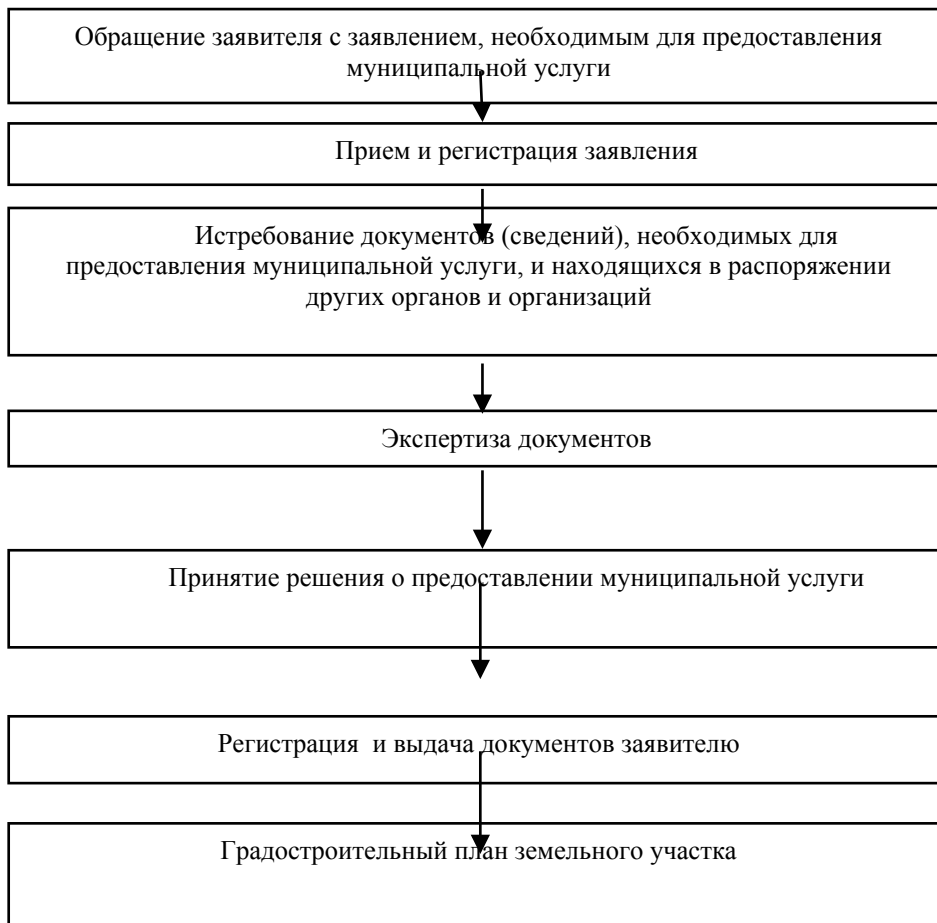 Обращение заявителя с заявлением, необходимым для предоставления
муниципальной услуги
Прием и регистрация заявления
Истребование документов (сведений), необходимых для
предоставления муниципальной услуги, и находящихся в распоряжении
других органов и организаций
Экспертиза документов
Принятие решения о предоставлении муниципальной услуги
Регистрация  и выдача документов заявителю
Градостроительный план земельного участка